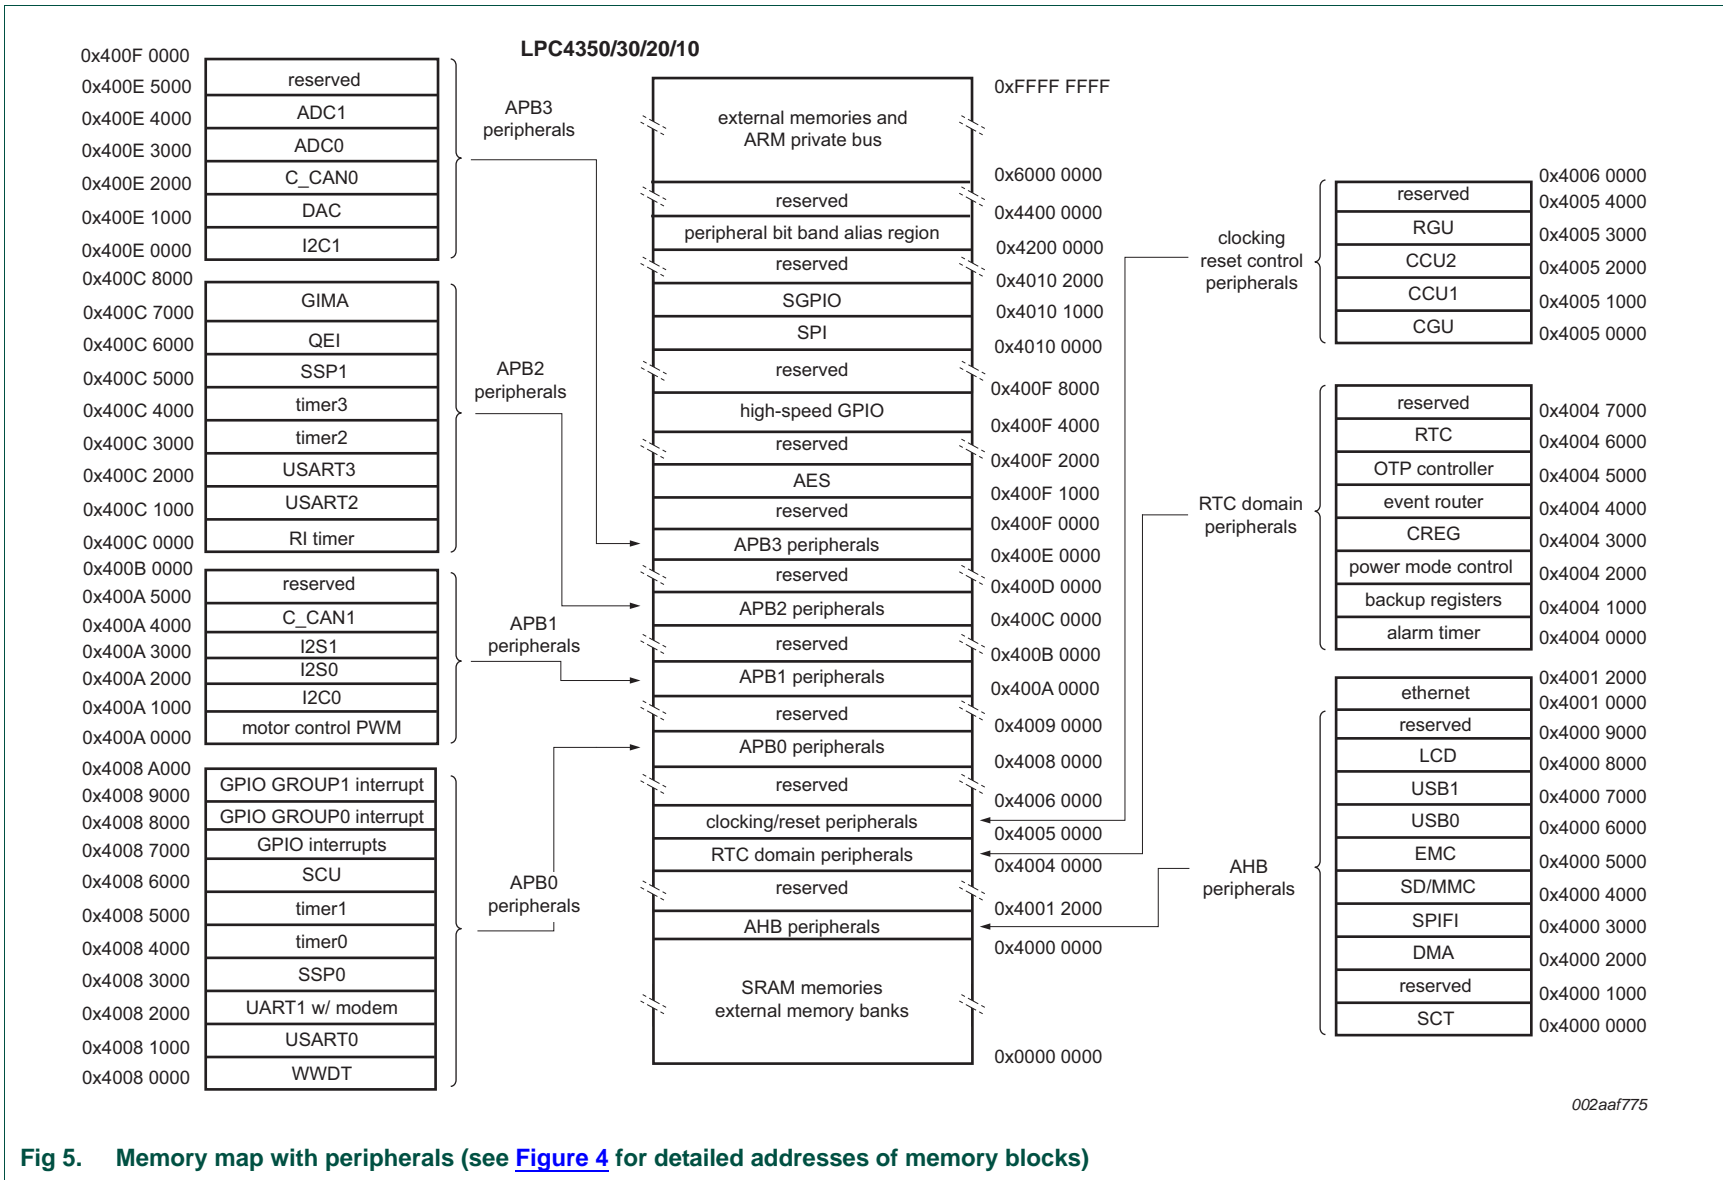 LPC4350/30/20/10
0x400F 0000
reserved
0x400E 5000
ADC1
0x400E 4000
ADC0
0x400E 3000
C_CAN0
0x400E 2000
DAC
0x400E 1000
I2C1
0x400E 0000
APB3
peripherals
0x400C 8000
GIMA
0x400C 7000
QEI
0x400C 6000
SSP1
0x400C 5000
timer3
0x400C 4000
timer2
0x400C 3000
USART3
0x400C 2000
USART2
0x400C 1000
RI timer
0x400C 0000
APB2
peripherals
0x400B 0000
reserved
0x400A 5000
C_CAN1
0x400A 4000
I2S1
0x400A 3000
I2S0
0x400A 2000
I2C0
0x400A 1000
motor control PWM
0x400A 0000
APB1
peripherals
0x4008 A000
GPIO GROUP1 interrupt
0x4008 9000
GPIO GROUP0 interrupt
0x4008 8000
GPIO interrupts
0x4008 7000
SCU
0x4008 6000
timer1
0x4008 5000
timer0
0x4008 4000
SSP0
0x4008 3000
UART1 w/ modem
0x4008 2000
USART0
0x4008 1000
WWDT
0x4008 0000
APB0
peripherals
0xFFFF FFFF
external memories and
ARM private bus
0x6000 0000
reserved
0x4400 0000
peripheral bit band alias region
0x4200 0000
reserved
0x4010 2000
SGPIO
0x4010 1000
SPI
0x4010 0000
reserved
0x400F 8000
high-speed GPIO
0x400F 4000
reserved
0x400F 2000
AES
0x400F 1000
reserved
0x400F 0000
APB3 peripherals
0x400E 0000
reserved
0x400D 0000
APB2 peripherals
0x400C 0000
reserved
0x400B 0000
APB1 peripherals
0x400A 0000
reserved
0x4009 0000
APB0 peripherals
0x4008 0000
reserved
0x4006 0000
clocking/reset peripherals
0x4005 0000
RTC domain peripherals
0x4004 0000
reserved
0x4001 2000
AHB peripherals
0x4000 0000
SRAM memories
external memory banks
0x0000 0000
clocking
reset control
peripherals
0x4006 0000
reserved
0x4005 4000
RGU
0x4005 3000
CCU2
0x4005 2000
CCU1
0x4005 1000
CGU
0x4005 0000
RTC domain
peripherals
reserved
0x4004 7000
RTC
0x4004 6000
OTP controller
0x4004 5000
event router
0x4004 4000
CREG
0x4004 3000
power mode control
0x4004 2000
backup registers
0x4004 1000
alarm timer
0x4004 0000
AHB
peripherals
0x4001 2000
ethernet
0x4001 0000
reserved
0x4000 9000
LCD
0x4000 8000
USB1
0x4000 7000
USB0
0x4000 6000
EMC
0x4000 5000
SD/MMC
0x4000 4000
SPIFI
0x4000 3000
DMA
0x4000 2000
reserved
0x4000 1000
SCT
0x4000 0000
002aaf775
Fig 5. Memory map with peripherals (see Figure 4 for detailed addresses of memory blocks)